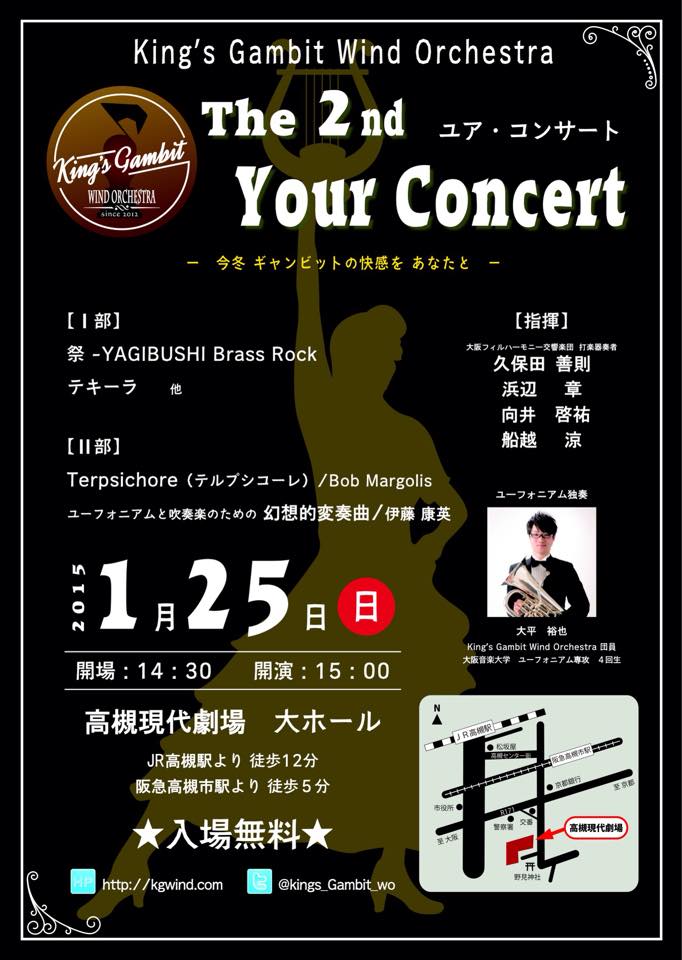 King's Gambit Wind Orchestra
King's Gambit
WIND ORCHESTRA
since 2012
The 2nd
ユア・コンサート
Your Concert
ー 今冬 ギャンビットの快感を あなたと ー
[Ⅰ部]
祭 -YAGIBUSHI Brass Rock
テキーラ 他
[Ⅱ部]
Terpsichore (テルプシコーレ) /Bob Margolis
ユーフォニアムと吹奏楽のための 幻想的変奏曲/伊藤 康英
[指揮]
大阪フィルハーモニー交響楽団 打楽器奏者
久保田 善則
浜辺 章
向井 啓祐
船越 涼
ユーフォニアム独奏
大平 裕也
King's Gambit Wind Orchestra 団員
大阪音楽大学 ユーフォニアム専攻 4回生
2015
1月25日 日
開場：14：30 開演：15：00
高槻現代劇場 大ホール
JR高槻駅より 徒歩12分
阪急高槻市駅より 徒歩5分
★入場無料★
HP http://kgwind.com
@kings_Gambit_wo
N
JR高槻駅
松坂屋
高槻センター街
阪急高槻市駅
京都銀行
至 京都
市役所
R171
警察署
交番
至 大阪
高槻現代劇場
野見神社